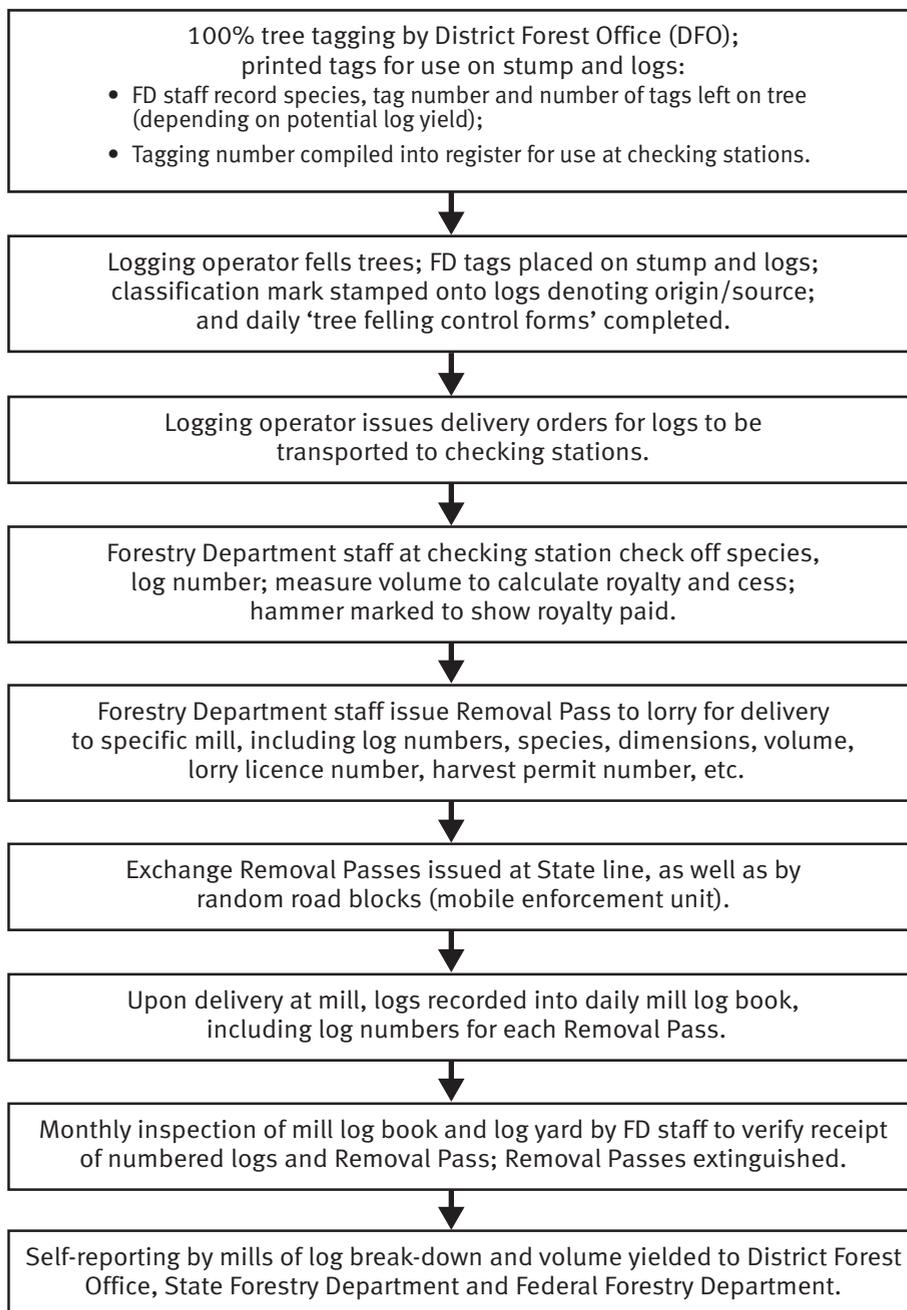 100% tree tagging by District Forest Office (DFO);
printed tags for use on stump and logs:
• FD staff record species, tag number and number of tags left on tree
(depending on potential log yield);
• Tagging number compiled into register for use at checking stations.
Logging operator fells trees; FD tags placed on stump and logs;
classification mark stamped onto logs denoting origin/source;
and daily ‘tree felling control forms’ completed.
Logging operator issues delivery orders for logs to be
transported to checking stations.
Forestry Department staff at checking station check off species,
log number; measure volume to calculate royalty and cess;
hammer marked to show royalty paid.
Forestry Department staff issue Removal Pass to lorry for delivery
to specific mill, including log numbers, species, dimensions, volume,
lorry licence number, harvest permit number, etc.
Exchange Removal Passes issued at State line, as well as by
random road blocks (mobile enforcement unit).
Upon delivery at mill, logs recorded into daily mill log book,
including log numbers for each Removal Pass.
Monthly inspection of mill log book and log yard by FD staff to verify receipt
of numbered logs and Removal Pass; Removal Passes extinguished.
Self-reporting by mills of log break-down and volume yielded to District Forest
Office, State Forestry Department and Federal Forestry Department.